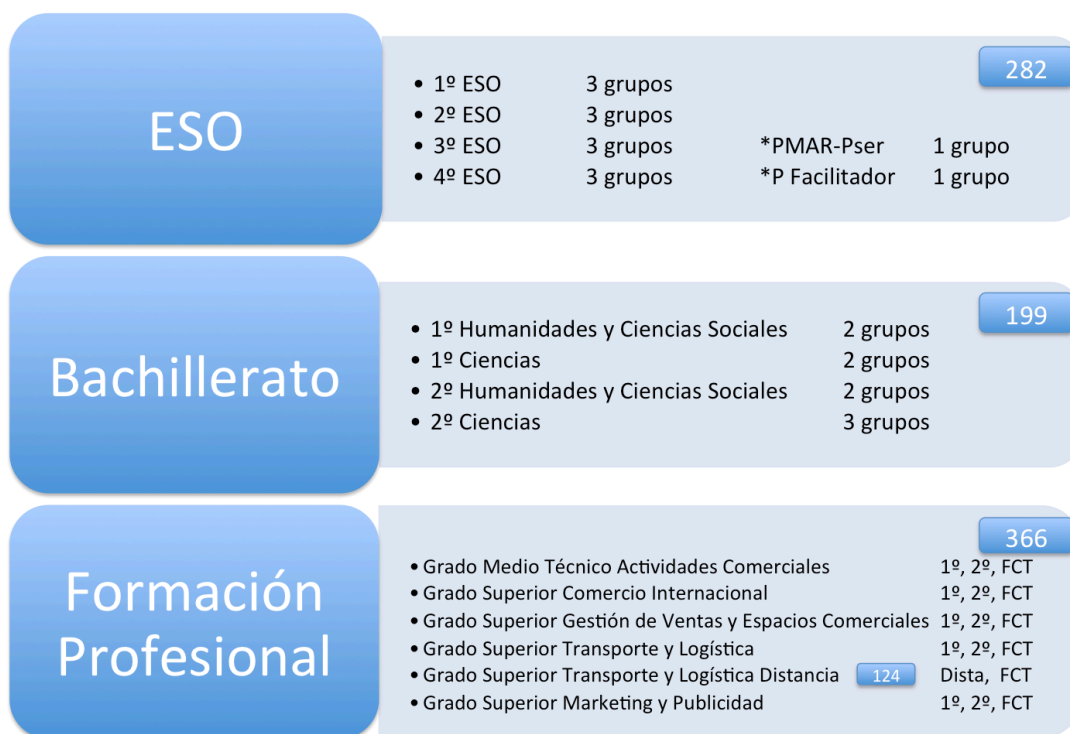 ESO
282
• 1º ESO 3 grupos
• 2º ESO 3 grupos
• 3º ESO 3 grupos *PMAR-Pser 1 grupo
• 4º ESO 3 grupos *P Facilitador 1 grupo
Bachillerato
199
• 1º Humanidades y Ciencias Sociales 2 grupos
• 1º Ciencias 2 grupos
• 2º Humanidades y Ciencias Sociales 2 grupos
• 2º Ciencias 3 grupos
Formación
Profesional
366
• Grado Medio Técnico Actividades Comerciales 1º, 2º, FCT
• Grado Superior Comercio Internacional 1º, 2º, FCT
• Grado Superior Gestión de Ventas y Espacios Comerciales 1º, 2º, FCT
• Grado Superior Transporte y Logística 1º, 2º, FCT
• Grado Superior Transporte y Logística Distancia 124 Dista, FCT
• Grado Superior Marketing y Publicidad 1º, 2º, FCT